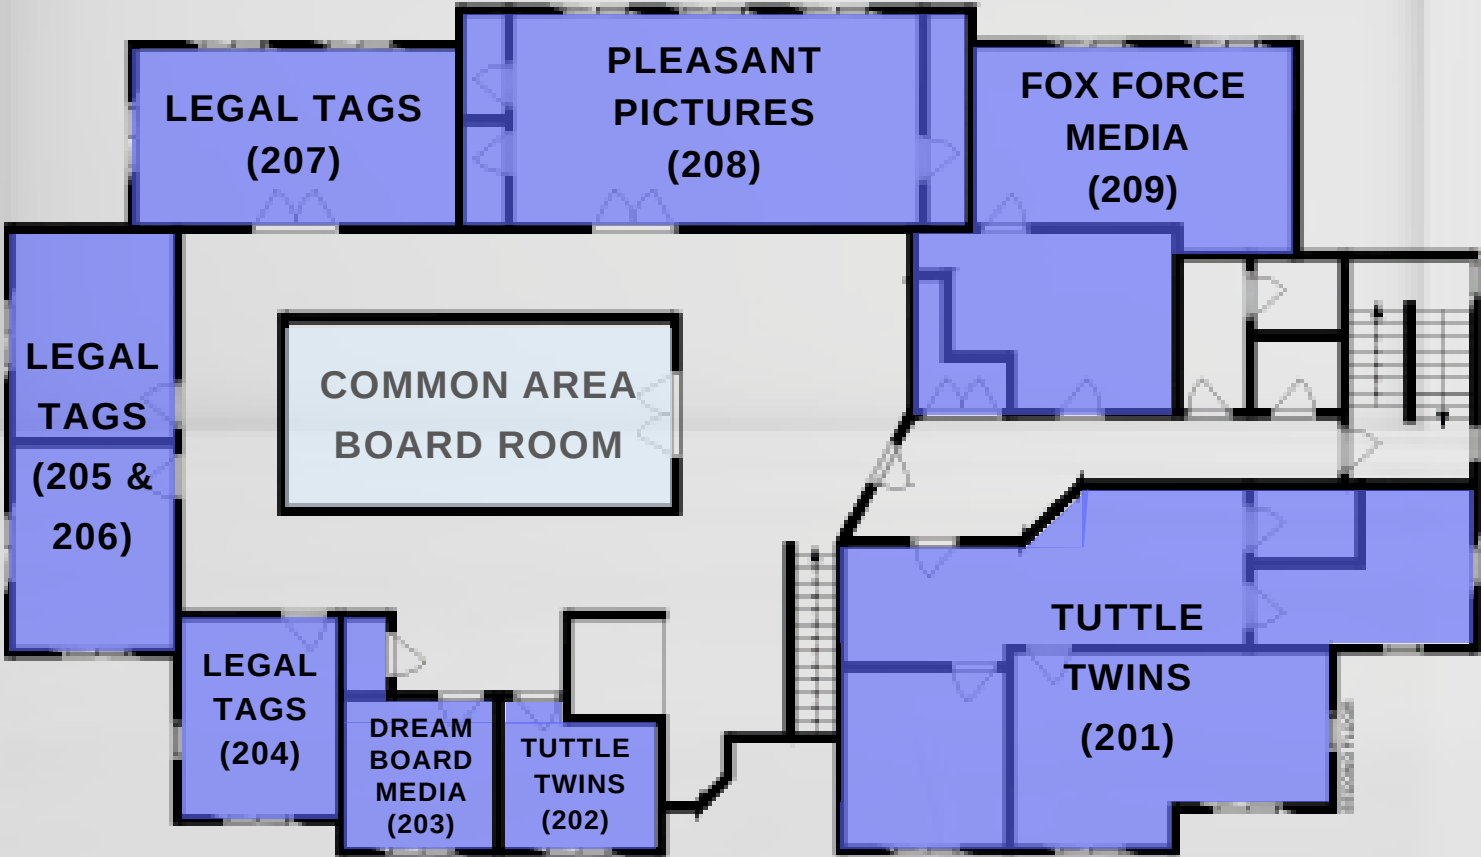 LEGAL TAGS
(207)
PLEASANT
PICTURES
(208)
FOX FORCE
MEDIA
(209)
LEGAL
TAGS
(205 &
206)
COMMON AREA
BOARD ROOM
LEGAL
TAGS
(204)
DREAM
BOARD
MEDIA
(203)
TUTTLE
TWINS
(202)
TUTTLE
TWINS
(201)